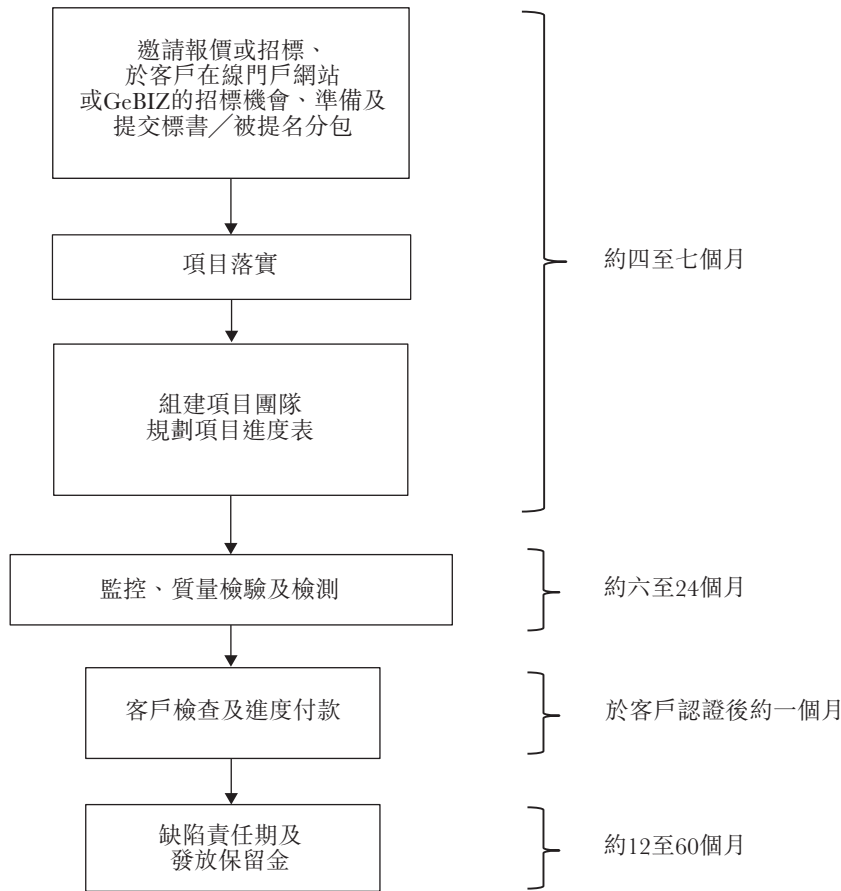 邀請報價或招標、
於客戶在線門戶網站
或GeBIZ的招標機會、準備及
提交標書／被提名分包
項目落實
約四至七個月
組建項目團隊
規劃項目進度表
監控、質量檢驗及檢測
約六至24個月
客戶檢查及進度付款
於客戶認證後約一個月
缺陷責任期及
發放保留金
約12至60個月